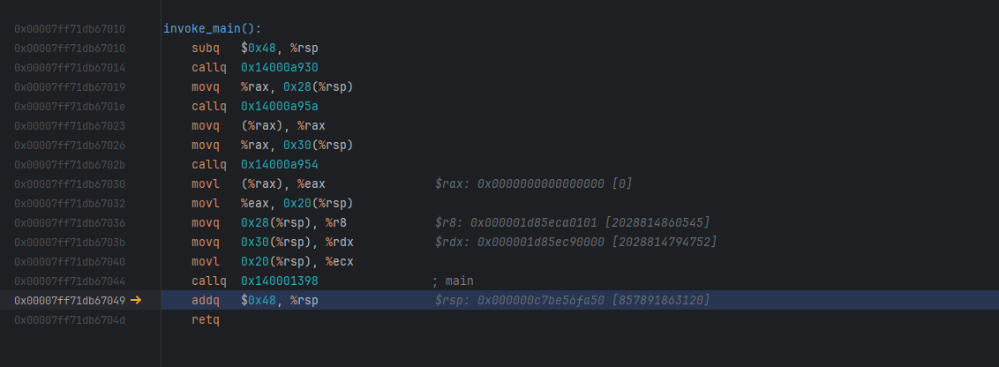 0x00007ff71db67010 invoke_main():
0x00007ff71db67010 subq $0x48, %rsp
0x00007ff71db67014 callq 0x14000a930
0x00007ff71db67019 movq %rax, 0x28(%rsp)
0x00007ff71db6701e callq 0x14000a95a
0x00007ff71db67023 movq (%rax), %rax
0x00007ff71db67026 movq %rax, 0x30(%rsp)
0x00007ff71db6702b callq 0x14000a954
0x00007ff71db67030 movl (%rax), %eax $rax: 0x0000000000000000 [0]
0x00007ff71db67032 movl %eax, 0x20(%rsp)
0x00007ff71db67036 movq 0x28(%rsp), %r8 $r8: 0x000001d85eca0101 [2028814860545]
0x00007ff71db6703b movq 0x30(%rsp), %rdx $rdx: 0x000001d85ec90000 [2028814794752]
0x00007ff71db67040 movl 0x20(%rsp), %ecx
0x00007ff71db67044 callq 0x140001398 ; main
0x00007ff71db67049 → addq $0x48, %rsp $rsp: 0x000000c7be56fa50 [857891863120]
0x00007ff71db6704d retq